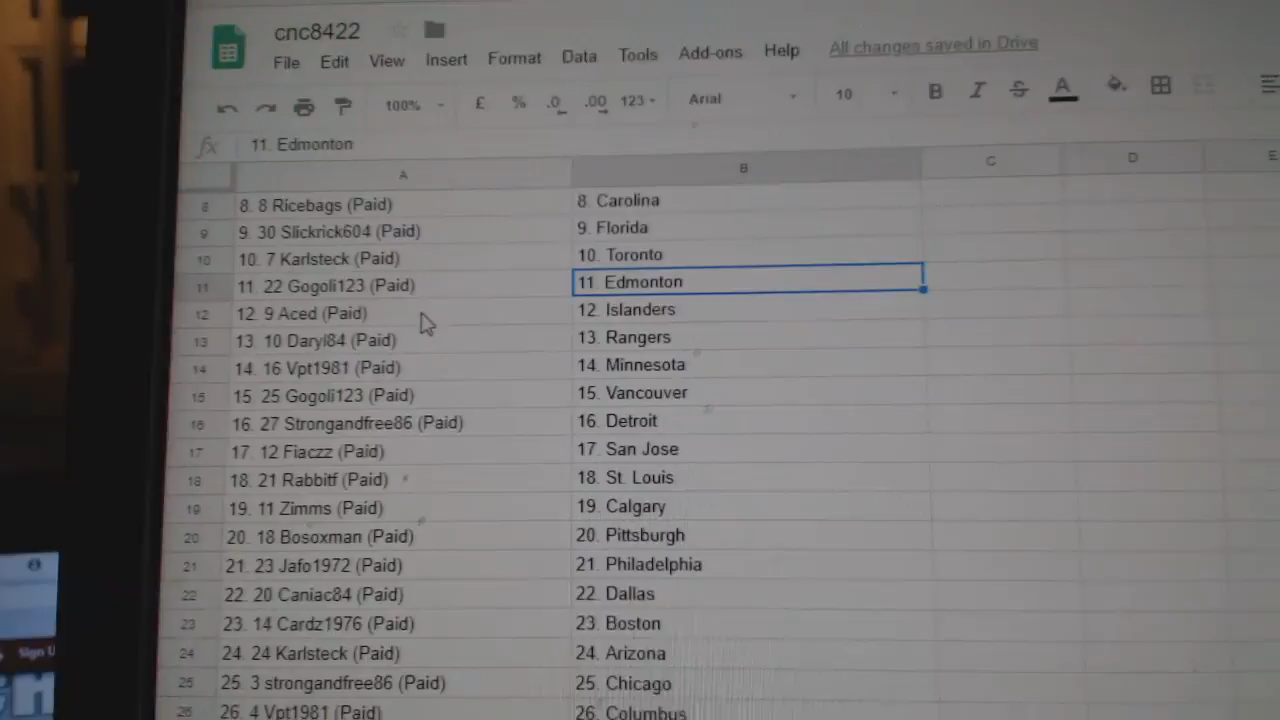 cnc8422
File Edit View Insert Format Data Tools Add-ons Help All changes saved in Drive
100% £ % .0 .00 123 Arial 10 B I S A
fx 11. Edmonton
A B C D E
8 8. 8 Ricebags (Paid) 8. Carolina
9 9. 30 Slickrick604 (Paid) 9. Florida
10 10. 7 Karlsteck (Paid) 10. Toronto
11 11. 22 Gogoli123 (Paid) 11. Edmonton
12 12. 9 Aced (Paid) 12. Islanders
13 13. 10 Daryl84 (Paid) 13. Rangers
14 14. 16 Vpt1981 (Paid) 14. Minnesota
15 15. 25 Gogoli123 (Paid) 15. Vancouver
16 16. 27 Strongandfree86 (Paid) 16. Detroit
17 17. 12 Fiaczz (Paid) 17. San Jose
18 18. 21 Rabbitf (Paid) 18. St. Louis
19 19. 11 Zimms (Paid) 19. Calgary
20 20. 18 Bosoxman (Paid) 20. Pittsburgh
21 21. 23 Jafo1972 (Paid) 21. Philadelphia
22 22. 20 Caniac84 (Paid) 22. Dallas
23 23. 14 Cardz1976 (Paid) 23. Boston
24 24. 24 Karlsteck (Paid) 24. Arizona
25 25. 3 strongandfree86 (Paid) 25. Chicago
26 26. 4 Vpt1981 (Paid) 26. Columbus
Sign U